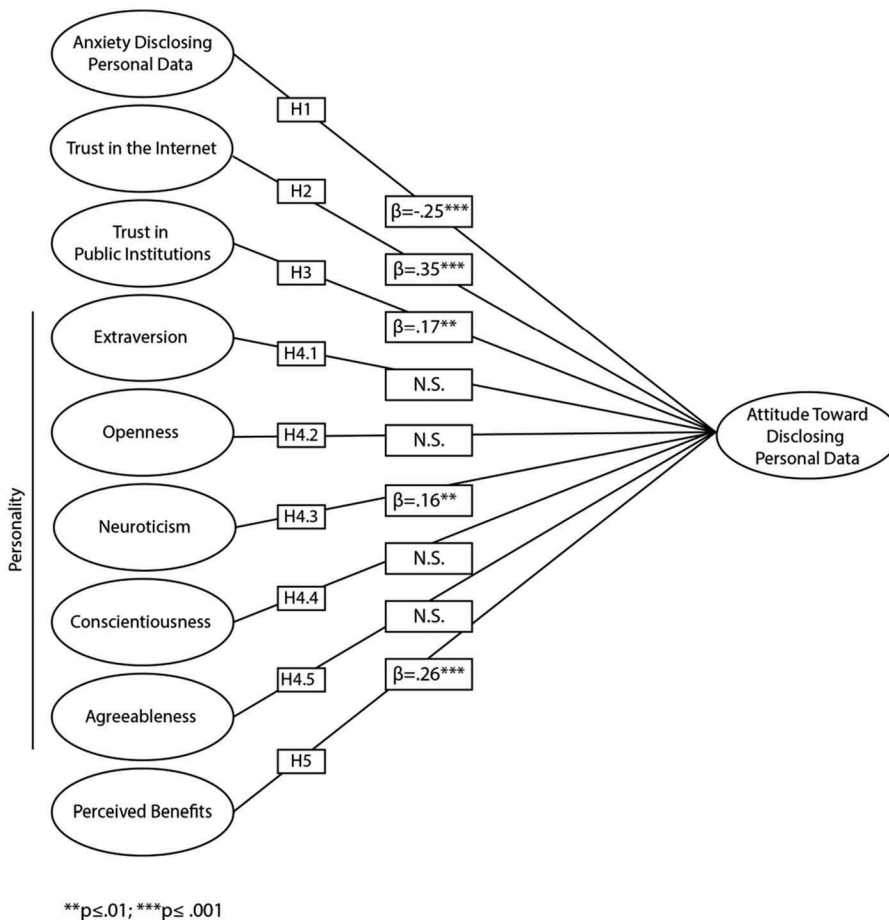 Anxiety Disclosing
Personal Data
H1
β=-.25***
Trust in the Internet
H2
β=.35***
Trust in
Public Institutions
H3
β=.17**
Personality
Extraversion
H4.1
N.S.
Openness
H4.2
N.S.
Neuroticism
H4.3
β=.16**
Conscientiousness
H4.4
N.S.
Agreeableness
H4.5
N.S.
Perceived Benefits
H5
β=.26***
Attitude Toward
Disclosing
Personal Data
**p≤.01; ***p≤ .001